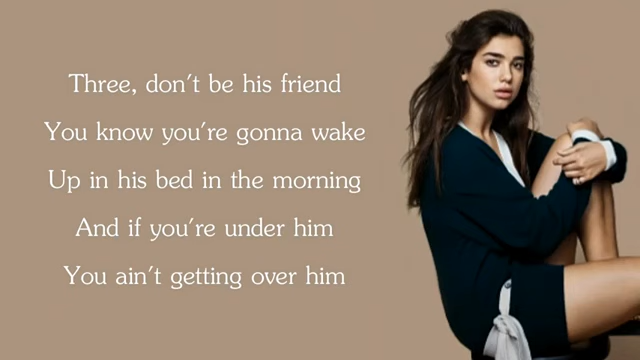 Three, don't be his friend
You know you're gonna wake
Up in his bed in the morning
And if you're under him
You ain't getting over him